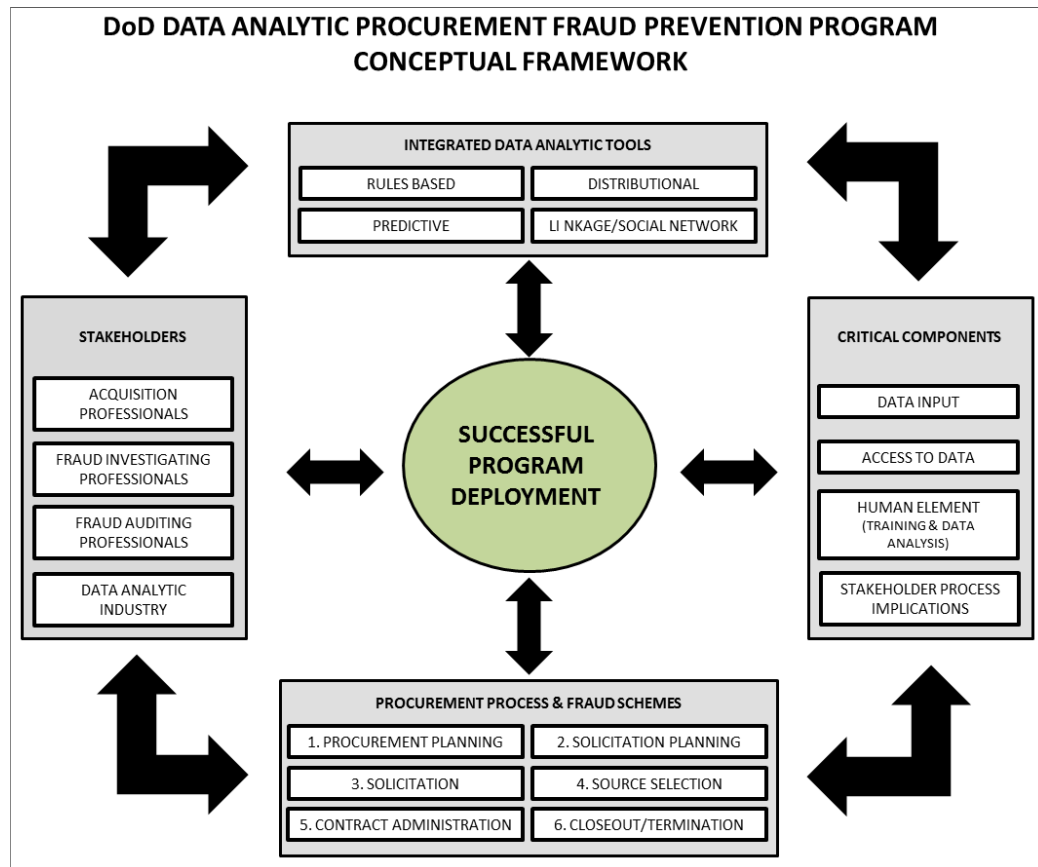 DoD DATA ANALYTIC PROCUREMENT FRAUD PREVENTION PROGRAM
CONCEPTUAL FRAMEWORK
INTEGRATED DATA ANALYTIC TOOLS
RULES BASED
DISTRIBUTIONAL
PREDICTIVE
LI NKAGE/SOCIAL NETWORK
STAKEHOLDERS
ACQUISITION
PROFESSIONALS
FRAUD INVESTIGATING
PROFESSIONALS
FRAUD AUDITING
PROFESSIONALS
DATA ANALYTIC
INDUSTRY
SUCCESSFUL
PROGRAM
DEPLOYMENT
CRITICAL COMPONENTS
DATA INPUT
ACCESS TO DATA
HUMAN ELEMENT
(TRAINING & DATA
ANALYSIS)
STAKEHOLDER PROCESS
IMPLICATIONS
PROCUREMENT PROCESS & FRAUD SCHEMES
1. PROCUREMENT PLANNING
2. SOLICITATION PLANNING
3. SOLICITATION
4. SOURCE SELECTION
5. CONTRACT ADMINISTRATION
6. CLOSEOUT/TERMINATION